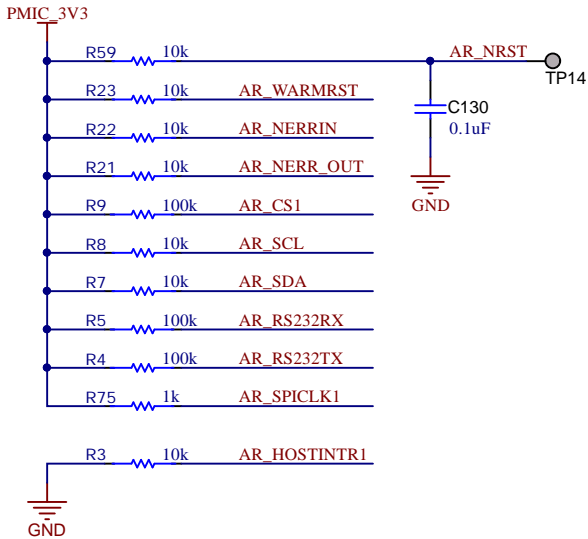 PMIC_3V3
R59 10k AR_NRST
TP14
R23 10k AR_WARMRST
C130
0.1uF
R22 10k AR_NERRIN
R21 10k AR_NERR_OUT
R9 100k AR_CS1
GND
R8 10k AR_SCL
R7 10k AR_SDA
R5 100k AR_RS232RX
R4 100k AR_RS232TX
R75 1k AR_SPICLK1
R3 10k AR_HOSTINTR1
GND